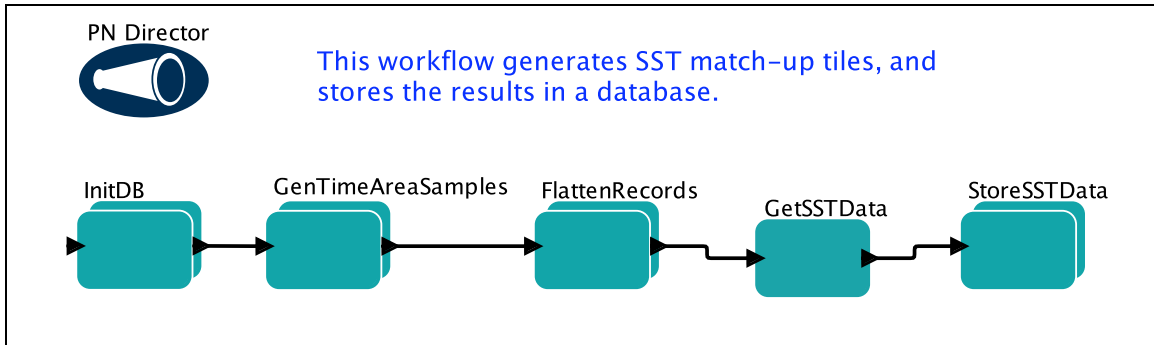 PN Director
This workflow generates SST match-up tiles, and
stores the results in a database.
InitDB
GenTimeAreaSamples
FlattenRecords
GetSSTData
StoreSSTData